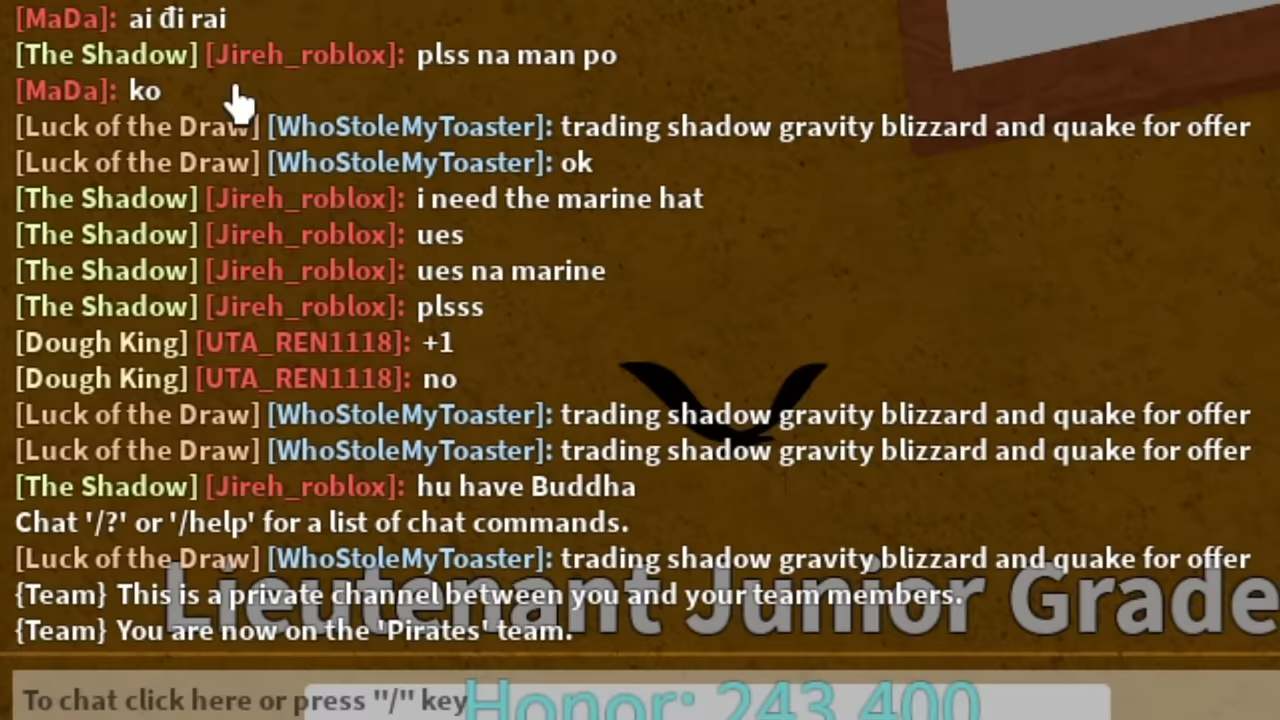 [MaDa]: ai đi rai
[The Shadow] [Jireh_roblox]: plss na man po
[MaDa]: ko
[Luck of the Draw] [WhoStoleMyToaster]: trading shadow gravity blizzard and quake for offer
[Luck of the Draw] [WhoStoleMyToaster]: ok
[The Shadow] [Jireh_roblox]: i need the marine hat
[The Shadow] [Jireh_roblox]: ues
[The Shadow] [Jireh_roblox]: ues na marine
[The Shadow] [Jireh_roblox]: plsss
[Dough King] [UTA_REN1118]: +1
[Dough King] [UTA_REN1118]: no
[Luck of the Draw] [WhoStoleMyToaster]: trading shadow gravity blizzard and quake for offer
[Luck of the Draw] [WhoStoleMyToaster]: trading shadow gravity blizzard and quake for offer
[The Shadow] [Jireh_roblox]: hu have Buddha
Chat '/?' or '/help' for a list of chat commands.
[Luck of the Draw] [WhoStoleMyToaster]: trading shadow gravity blizzard and quake for offer
{Team} This is a private channel between you and your team members.
Lieutenant Junior Grade
{Team} You are now on the 'Pirates' team.
To chat click here or press "/" key
Honor: 243,400